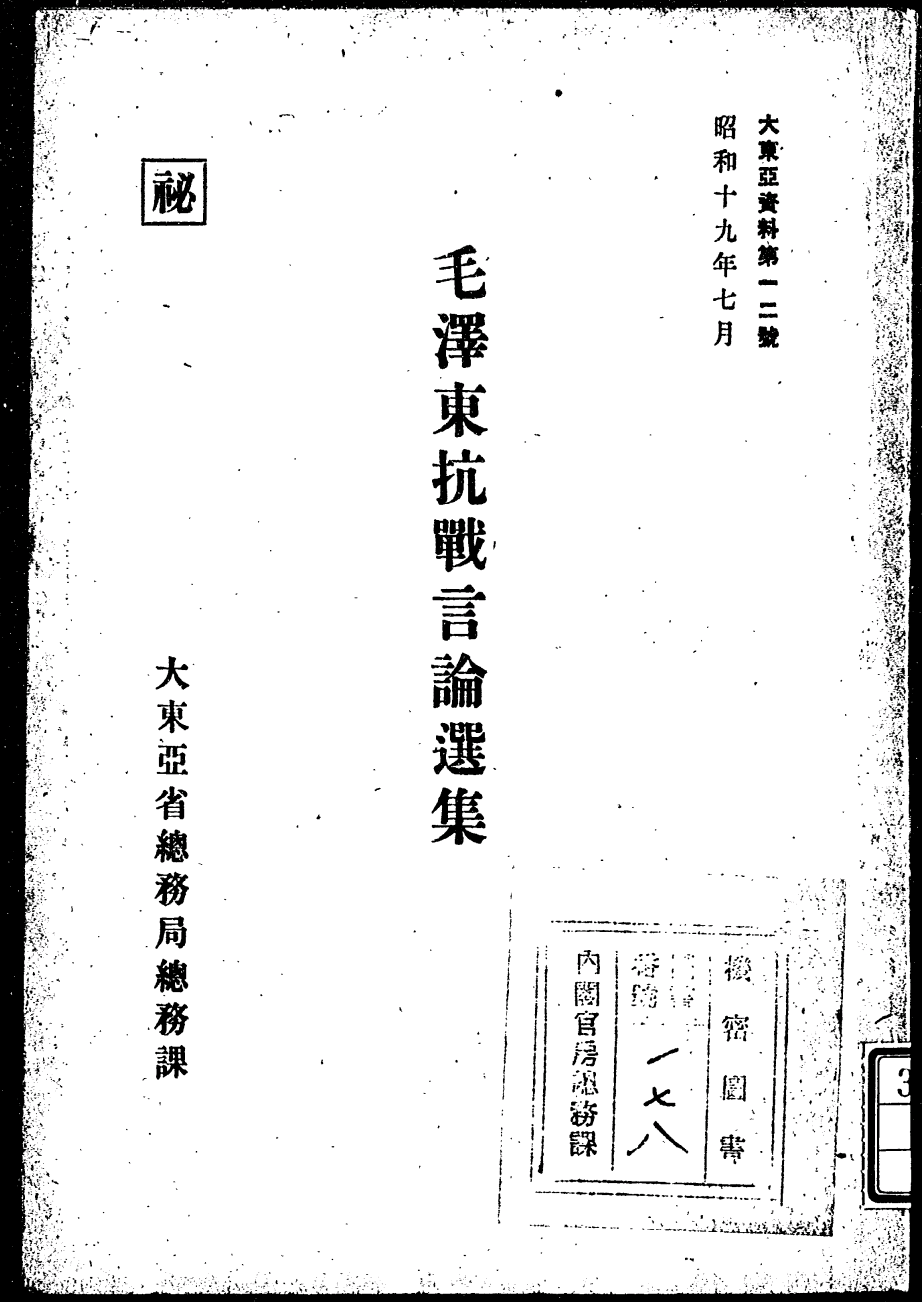 大東亞資料第一二號
昭和十九年七月
毛澤東抗戰言論選集
祕
大東亞省總務局總務課
機密圖書
番號
一七八
內閣官房總務課
3